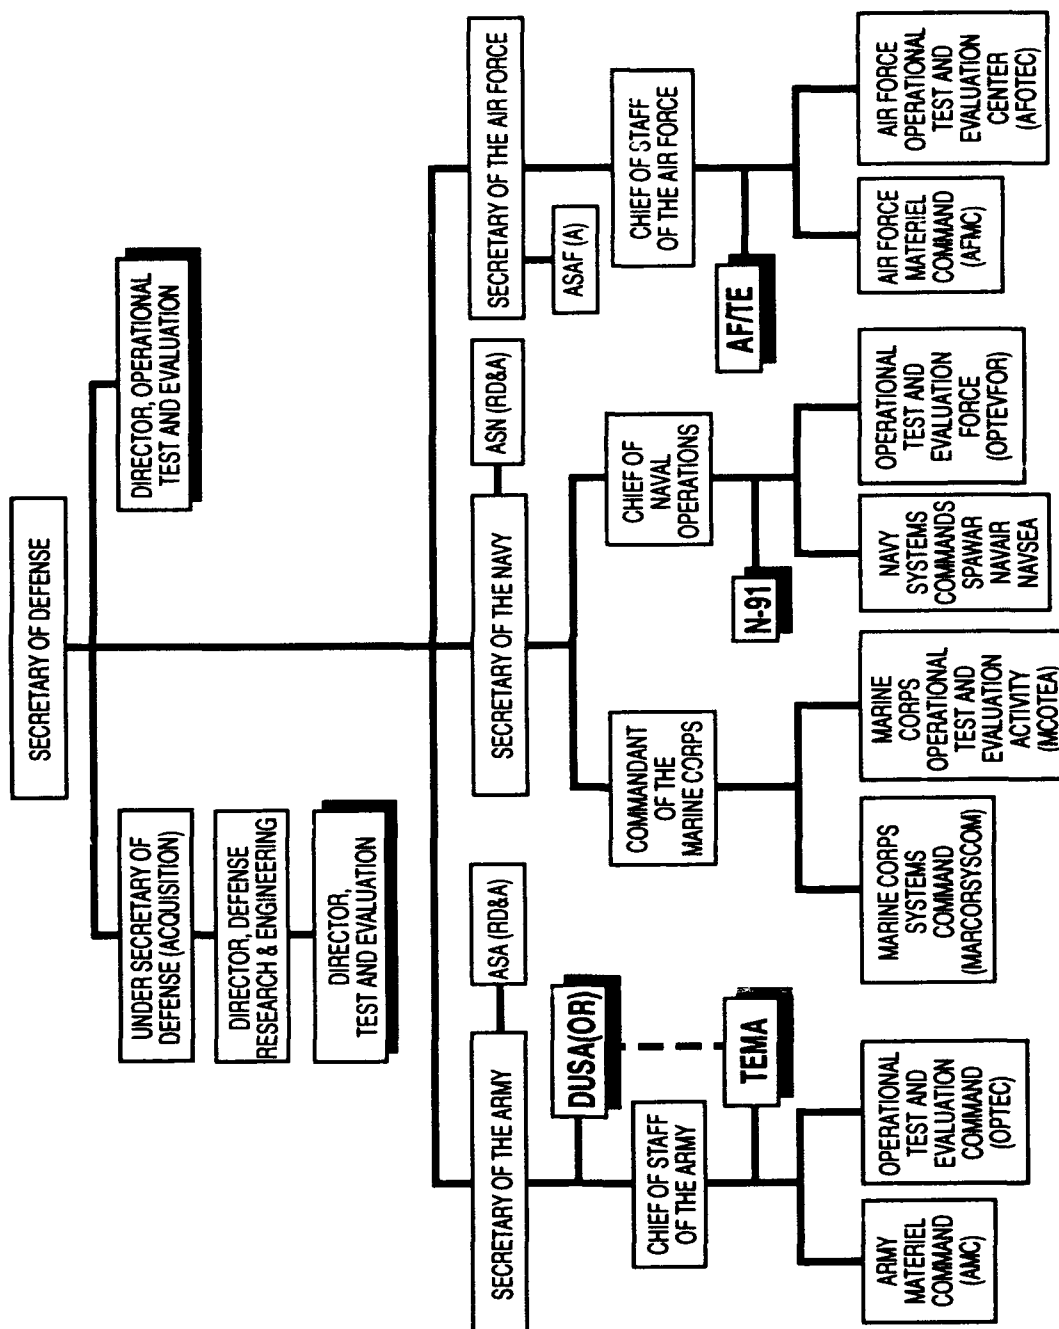 SECRETARY OF DEFENSE
UNDER SECRETARY OF
DEFENSE (ACQUISITION)
DIRECTOR, DEFENSE
RESEARCH & ENGINEERING
DIRECTOR,
TEST AND EVALUATION
DIRECTOR, OPERATIONAL
TEST AND EVALUATION
SECRETARY OF THE ARMY
ASA (RD&A)
DUSA(OR)
CHIEF OF STAFF
OF THE ARMY
TEMA
ARMY
MATERIEL
COMMAND
(AMC)
OPERATIONAL
TEST AND
EVALUATION
COMMAND
(OPTEC)
SECRETARY OF THE NAVY
ASN (RD&A)
COMMANDANT
OF THE
MARINE CORPS
MARINE CORPS
SYSTEMS
COMMAND
(MARCORSYSCOM)
MARINE
CORPS
OPERATIONAL
TEST AND
EVALUATION
ACTIVITY
(MCOTEA)
CHIEF OF
NAVAL
OPERATIONS
N-91
NAVY
SYSTEMS
COMMANDS
SPAWAR
NAVAIR
NAVSEA
OPERATIONAL
TEST AND
EVALUATION
FORCE
(OPTEVFOR)
SECRETARY OF THE AIR FORCE
ASAF (A)
CHIEF OF STAFF
OF THE AIR FORCE
AF/TE
AIR FORCE
MATERIEL
COMMAND
(AFMC)
AIR FORCE
OPERATIONAL
TEST AND
EVALUATION
CENTER
(AFOTEC)